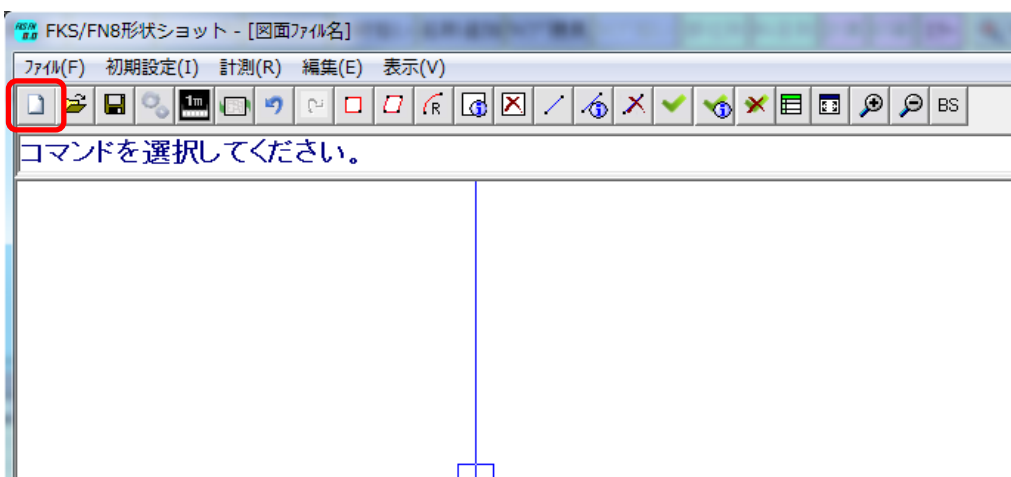 FKS/FN8形状ショット - [図面ﾌｧｲﾙ名]
ﾌｧｲﾙ(F) 初期設定(I) 計測(R) 編集(E) 表示(V)
1m R BS
コマンドを選択してください。